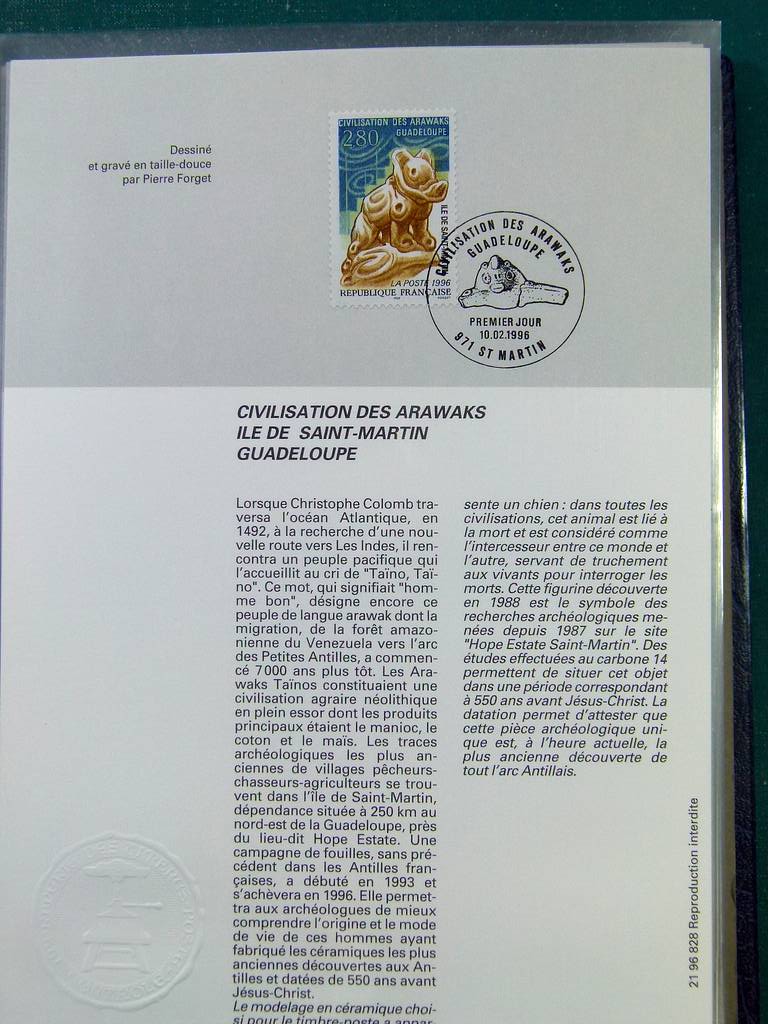 Dessiné
et gravé en taille-douce
par Pierre Forget
CIVILISATION DES ARAWAKS
2,80 GUADELOUPE
ILE DE
LA POSTE 1996
REPUBLIQUE FRANÇAISE
CIVILISATION DES ARAWAKS
GUADELOUPE
PREMIER JOUR
10.02.1996
971 ST MARTIN
CIVILISATION DES ARAWAKS
ILE DE SAINT-MARTIN
GUADELOUPE
Lorsque Christophe Colomb tra-
versa l'océan Atlantique, en
1492, à la recherche d'une nou-
velle route vers Les Indes, il ren-
contra un peuple pacifique qui
l'accueillit au cri de "Taïno, Taï-
no". Ce mot, qui signifiait "hom-
me bon", désigne encore ce
peuple de langue arawak dont la
migration, de la forêt amazo-
nienne du Venezuela vers l'arc
des Petites Antilles, a commen-
cé 7000 ans plus tôt. Les Ara-
waks Taïnos constituaient une
civilisation agraire néolithique
en plein essor dont les produits
principaux étaient le manioc, le
coton et le maïs. Les traces
archéologiques les plus an-
ciennes de villages pêcheurs-
chasseurs-agriculteurs se trou-
vent dans l'île de Saint-Martin,
dépendance située à 250 km au
nord-est de la Guadeloupe, près
du lieu-dit Hope Estate. Une
campagne de fouilles, sans pré-
cédent dans les Antilles fran-
çaises, a débuté en 1993 et
s'achèvera en 1996. Elle permet-
tra aux archéologues de mieux
comprendre l'origine et le mode
de vie de ces hommes ayant
fabriqué les céramiques les plus
anciennes découvertes aux An-
tilles et datées de 550 ans avant
Jésus-Christ.
Le modelage en céramique choi-
si pour le timbre-poste a appar-
sente un chien : dans toutes les
civilisations, cet animal est lié à
la mort et est considéré comme
l'intercesseur entre ce monde et
l'autre, servant de truchement
aux vivants pour interroger les
morts. Cette figurine découverte
en 1988 est le symbole des
recherches archéologiques me-
nées depuis 1987 sur le site
"Hope Estate Saint-Martin". Des
études effectuées au carbone 14
permettent de situer cet objet
dans une période correspondant
à 550 ans avant Jésus-Christ. La
datation permet d'attester que
cette pièce archéologique uni-
que est, à l'heure actuelle, la
plus ancienne découverte de
tout l'arc Antillais.
21 96 828 Reproduction interdite